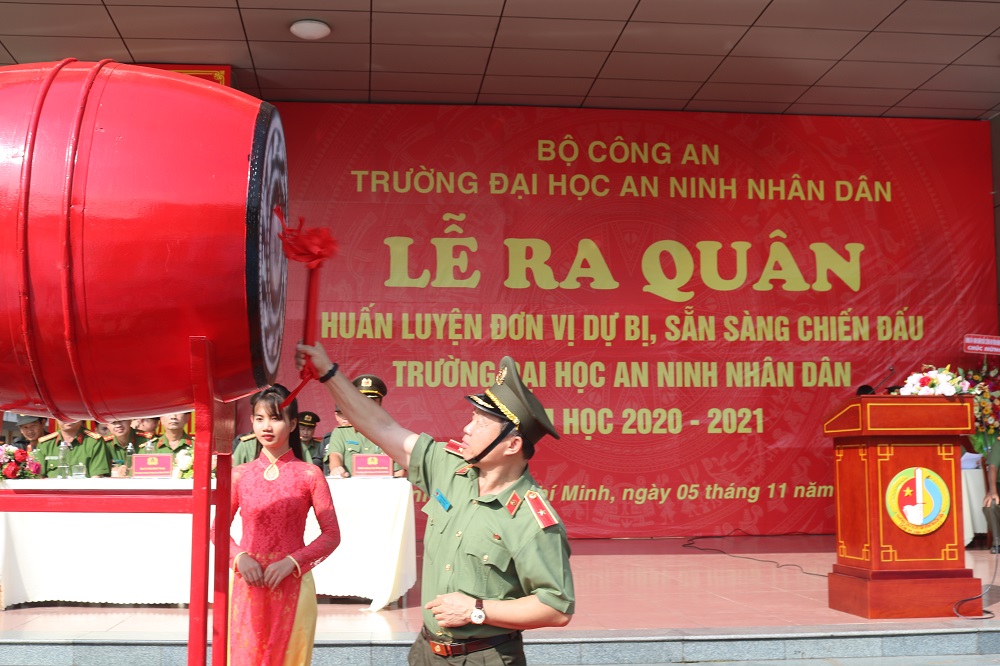 BỘ CÔNG AN
TRƯỜNG ĐẠI HỌC AN NINH NHÂN DÂN
LỄ RA QUÂN
HUẤN LUYỆN ĐƠN VỊ DỰ BỊ, SẴN SÀNG CHIẾN ĐẤU
TRƯỜNG ĐẠI HỌC AN NINH NHÂN DÂN
HỌC 2020 - 2021
Minh, ngày 05 tháng 11 năm
CHÚC MỪNG